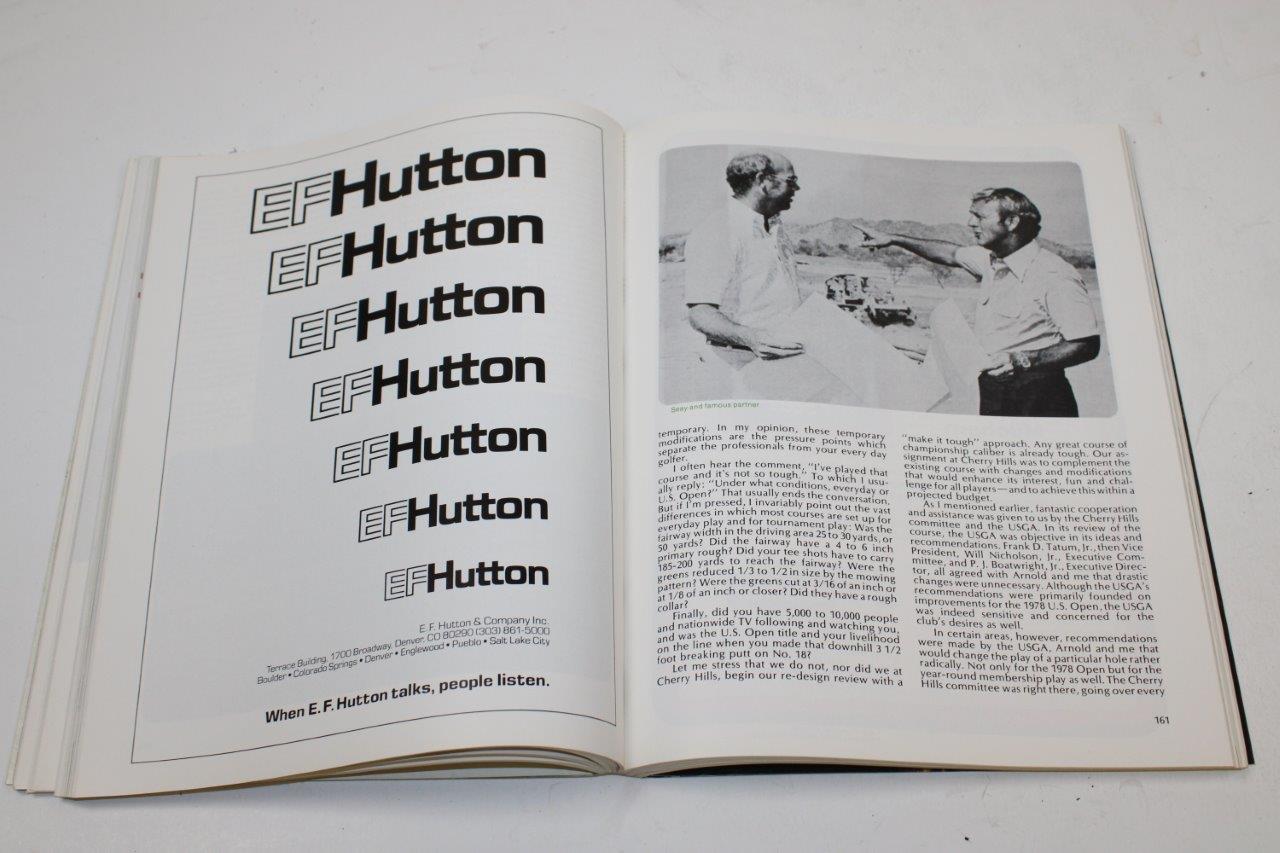 EFHutton
EFHutton
EFHutton
EFHutton
EFHutton
EFHutton
EFHutton
E. F. Hutton & Company Inc.
Terrace Building, 1700 Broadway, Denver, CO 80290 (303) 861-5000
Boulder • Colorado Springs • Denver • Englewood • Pueblo • Salt Lake City
When E. F. Hutton talks, people listen.
Seay and famous partner
temporary. In my opinion, these temporary
modifications are the pressure points which
separate the professionals from your every day
golfer.
I often hear the comment, "I've played that
course and it's not so tough." To which I usu-
ally reply: "Under what conditions, everyday or
U.S. Open?" That usually ends the conversation.
But if I'm pressed, I invariably point out the vast
differences in which most courses are set up for
everyday play and for tournament play: Was the
fairway width in the driving area 25 to 30 yards, or
50 yards? Did the fairway have a 4 to 6 inch
primary rough? Did your tee shots have to carry
185-200 yards to reach the fairway? Were the
greens reduced 1/3 to 1/2 in size by the mowing
pattern? Were the greens cut at 3/16 of an inch or
at 1/8 of an inch or closer? Did they have a rough
collar?
Finally, did you have 5,000 to 10,000 people
and nationwide TV following and watching you,
and was the U.S. Open title and your livelihood
on the line when you made that downhill 3 1/2
foot breaking putt on No. 18?
Let me stress that we do not, nor did we at
Cherry Hills, begin our re-design review with a
"make it tough" approach. Any great course of
championship caliber is already tough. Our as-
signment at Cherry Hills was to complement the
existing course with changes and modifications
that would enhance its interest, fun and chal-
lenge for all players—and to achieve this within a
projected budget.
As I mentioned earlier, fantastic cooperation
and assistance was given to us by the Cherry Hills
committee and the USGA. In its review of the
course, the USGA was objective in its ideas and
recommendations. Frank D. Tatum, Jr., then Vice
President, Will Nicholson, Jr., Executive Com-
mittee, and P. J. Boatwright, Jr., Executive Direc-
tor, all agreed with Arnold and me that drastic
changes were unnecessary. Although the USGA's
recommendations were primarily founded on
improvements for the 1978 U.S. Open, the USGA
was indeed sensitive and concerned for the
club's desires as well.
In certain areas, however, recommendations
were made by the USGA, Arnold and me that
would change the play of a particular hole rather
radically. Not only for the 1978 Open but for the
year-round membership play as well. The Cherry
Hills committee was right there, going over every
161